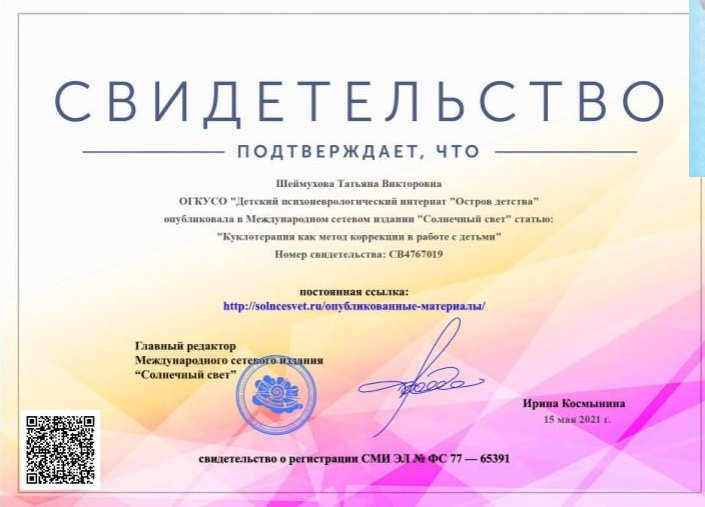 СВИДЕТЕЛЬСТВО
ПОДТВЕРЖДАЕТ, ЧТО
Шеймухова Татьяна Викторовна
ОГКУСО "Детский психоневрологический интернат "Остров детства"
опубликовала в Международном сетевом издании "Солнечный свет" статью:
"Куклотерапия как метод коррекции в работе с детьми"
Номер свидетельства: СВ4767019
постоянная ссылка:
http://solncesvet.ru/опубликованные-материалы/
Главный редактор
Международного сетевого издания
“Солнечный свет”
Ирина Космынина
15 мая 2021 г.
свидетельство о регистрации СМИ ЭЛ № ФС 77 — 65391